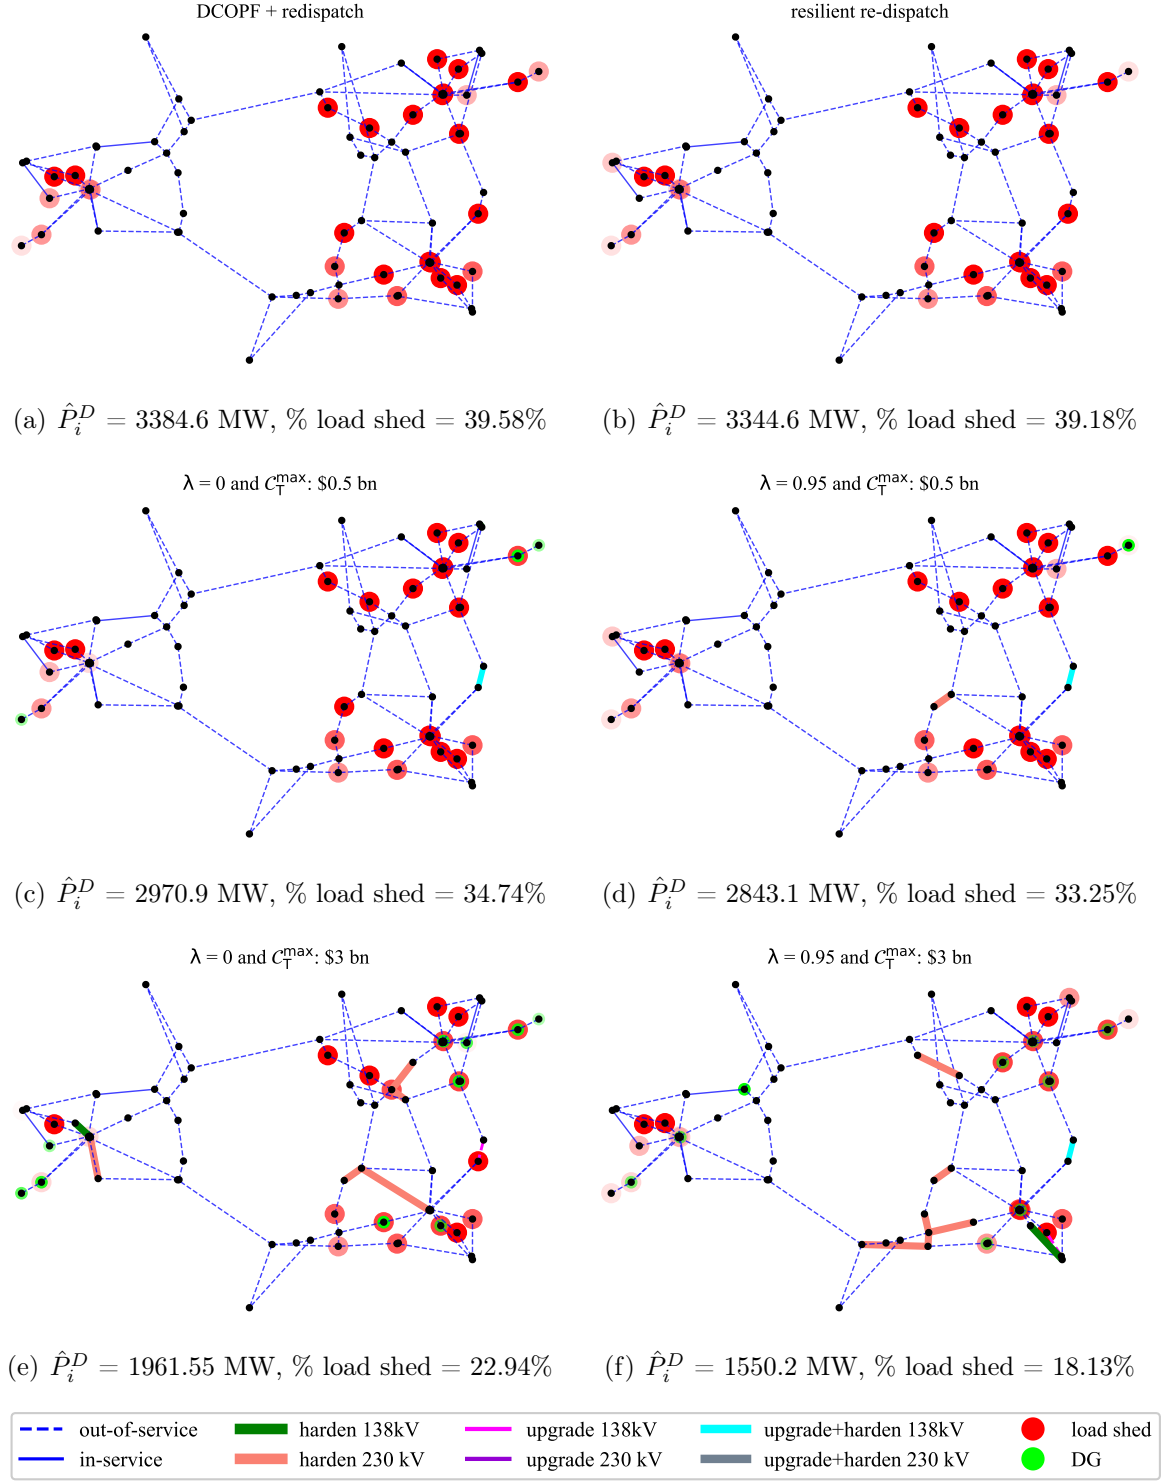 DCOPF + redispatch
resilient re-dispatch
(a) P̂ᵢᴰ = 3384.6 MW, % load shed = 39.58%
(b) P̂ᵢᴰ = 3344.6 MW, % load shed = 39.18%
λ = 0 and 𝒞_T^max: $0.5 bn
λ = 0.95 and 𝒞_T^max: $0.5 bn
(c) P̂ᵢᴰ = 2970.9 MW, % load shed = 34.74%
(d) P̂ᵢᴰ = 2843.1 MW, % load shed = 33.25%
λ = 0 and 𝒞_T^max: $3 bn
λ = 0.95 and 𝒞_T^max: $3 bn
(e) P̂ᵢᴰ = 1961.55 MW, % load shed = 22.94%
(f) P̂ᵢᴰ = 1550.2 MW, % load shed = 18.13%
out-of-service
harden 138kV
upgrade 138kV
upgrade+harden 138kV
load shed
in-service
harden 230 kV
upgrade 230 kV
upgrade+harden 230 kV
DG